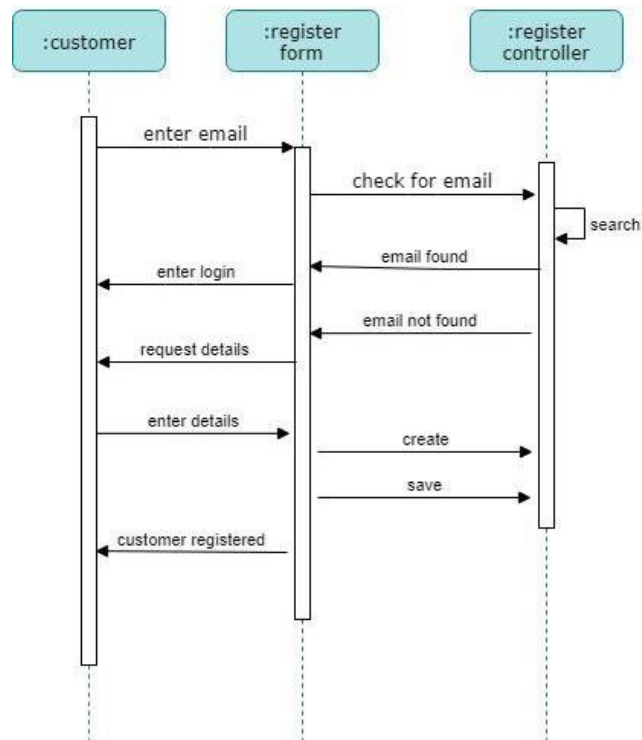 :customer
:register
form
:register
controller
enter email
check for email
search
email found
enter login
email not found
request details
enter details
create
save
customer registered